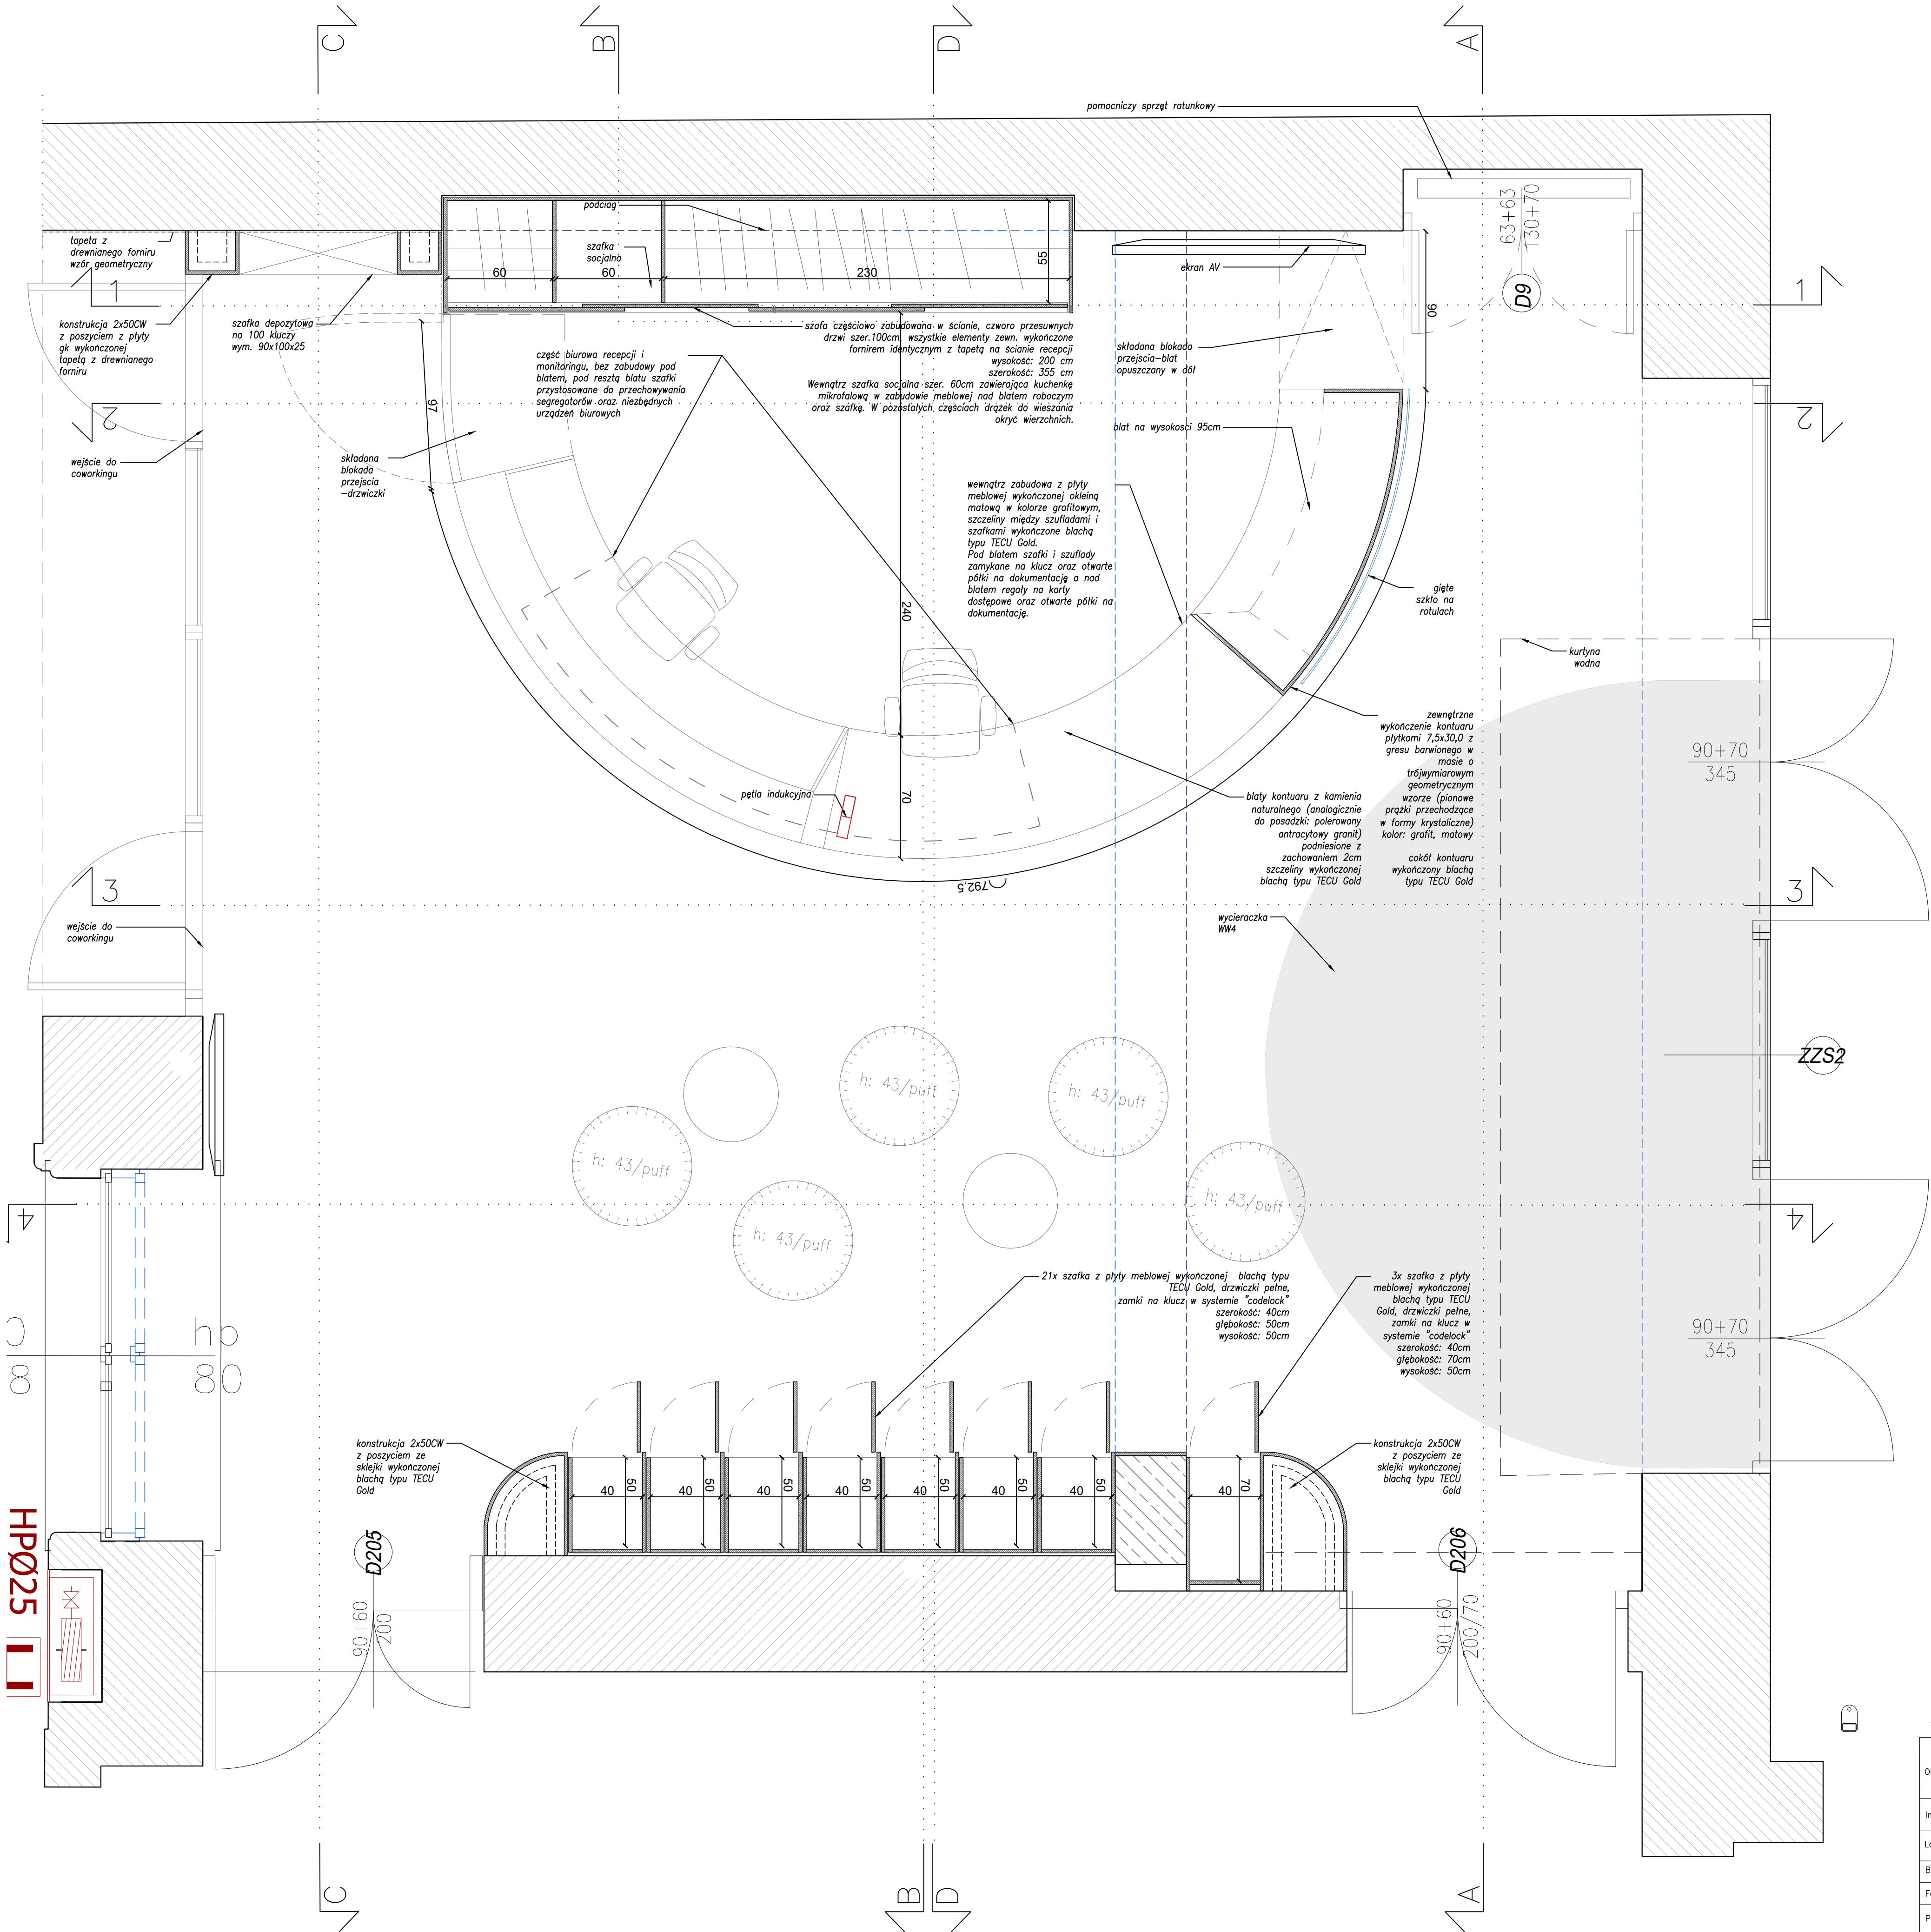 C
B
D
A
pomocniczy sprzęt ratunkowy
63+63
130+70
D9
podciąg
szafka
socjalna
60
60
230
55
90
ekran AV
tapeta z
drewnianego forniru
wzór geometryczny
1
1
konstrukcja 2x50CW
z poszyciem z płyty
gk wykończonej
tapetą z drewnianego
forniru
szafka depozytowa
na 100 kluczy
wym. 90x100x25
część biurowa recepcji i
monitoringu, bez zabudowy pod
blatem, pod resztą blatu szafki
przystosowane do przechowywania
segregatorów oraz niezbędnych
urządzeń biurowych
szafa częściowo zabudowana w ścianie, czworo przesuwnych
drzwi szer.100cm, wszystkie elementy zewn. wykończone
fornirem identycznym z tapetą na ścianie recepcji
wysokość: 200 cm
szerokość: 355 cm
Wewnątrz szafka socjalna szer. 60cm zawierająca kuchenkę
mikrofalową w zabudowie meblowej nad blatem roboczym
oraz szafkę. W pozostałych częściach drążek do wieszania
okryć wierzchnich.
składana blokada
przejscia-blat
opuszczany w dół
97
2
2
blat na wysokosci 95cm
wejście do
coworkingu
składana
blokada
przejscia
-drzwiczki
wewnątrz zabudowa z płyty
meblowej wykończonej okleiną
matową w kolorze grafitowym,
szczeliny między szufladami i
szafkami wykończone blachą
typu TECU Gold.
Pod blatem szafki i szuflady
zamykane na klucz oraz otwarte
półki na dokumentację a nad
blatem regały na karty
dostępowe oraz otwarte półki na
dokumentację.
240
gięte
szkło na
rotulach
kurtyna
wodna
zewnętrzne
wykończenie kontuaru
płytkami 7,5x30,0 z
gresu barwionego w
masie o
trójwymiarowym
geometrycznym
wzorze (pionowe
prążki przechodzące
w formy krystaliczne)
kolor: grafit, matowy
cokół kontuaru
wykończony blachą
typu TECU Gold
90+70
345
pętla indukcyjna
70
blaty kontuaru z kamienia
naturalnego (analogicznie
do posadzki: polerowany
antracytowy granit)
podniesione z
zachowaniem 2cm
szczeliny wykończonej
blachą typu TECU Gold
792.5
3
3
wejście do
coworkingu
wycieraczka
WW4
ZZS2
h: 43/puff
h: 43/puff
h: 43/puff
h: 43/puff
h: 43/puff
4
4
21x szafka z płyty meblowej wykończonej blachą typu
TECU Gold, drzwiczki pełne,
zamki na klucz w systemie "codelock"
szerokość: 40cm
głębokość: 50cm
wysokość: 50cm
3x szafka z płyty
meblowej wykończonej
blachą typu TECU
Gold, drzwiczki pełne,
zamki na klucz w
systemie "codelock"
szerokość: 40cm
głębokość: 70cm
wysokość: 50cm
90+70
345
konstrukcja 2x50CW
z poszyciem ze
sklejki wykończonej
blachą typu TECU
Gold
konstrukcja 2x50CW
z poszyciem ze
sklejki wykończonej
blachą typu TECU
Gold
40
50
40
50
40
50
40
50
40
50
40
50
40
50
40
70
HPØ25
D205
90+60
200
D206
90+60
200/70
C
B
D
A